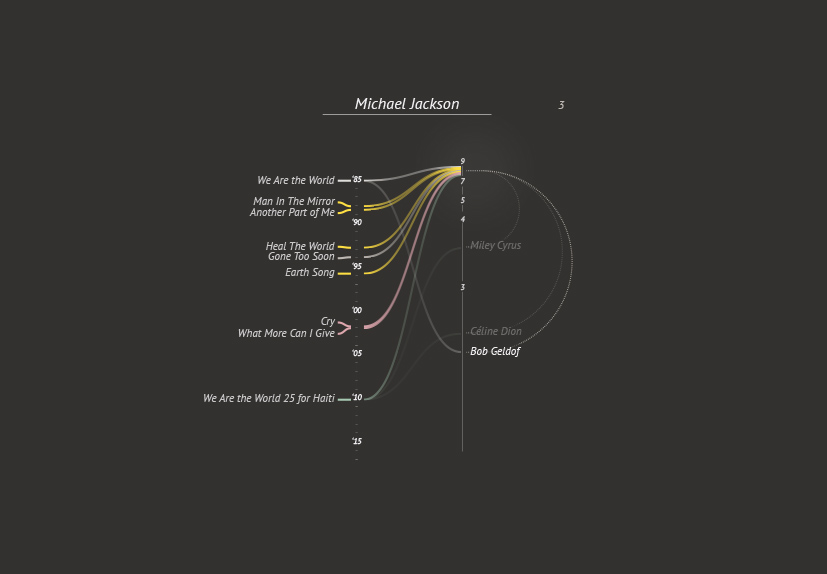 Michael Jackson
3
9
We Are the World
'85
7
Man In The Mirror
5
Another Part of Me
4
'90
Heal The World
Miley Cyrus
Gone Too Soon
'95
Earth Song
3
'00
Cry
What More Can I Give
Céline Dion
'05
Bob Geldof
We Are the World 25 for Haiti
'10
'15